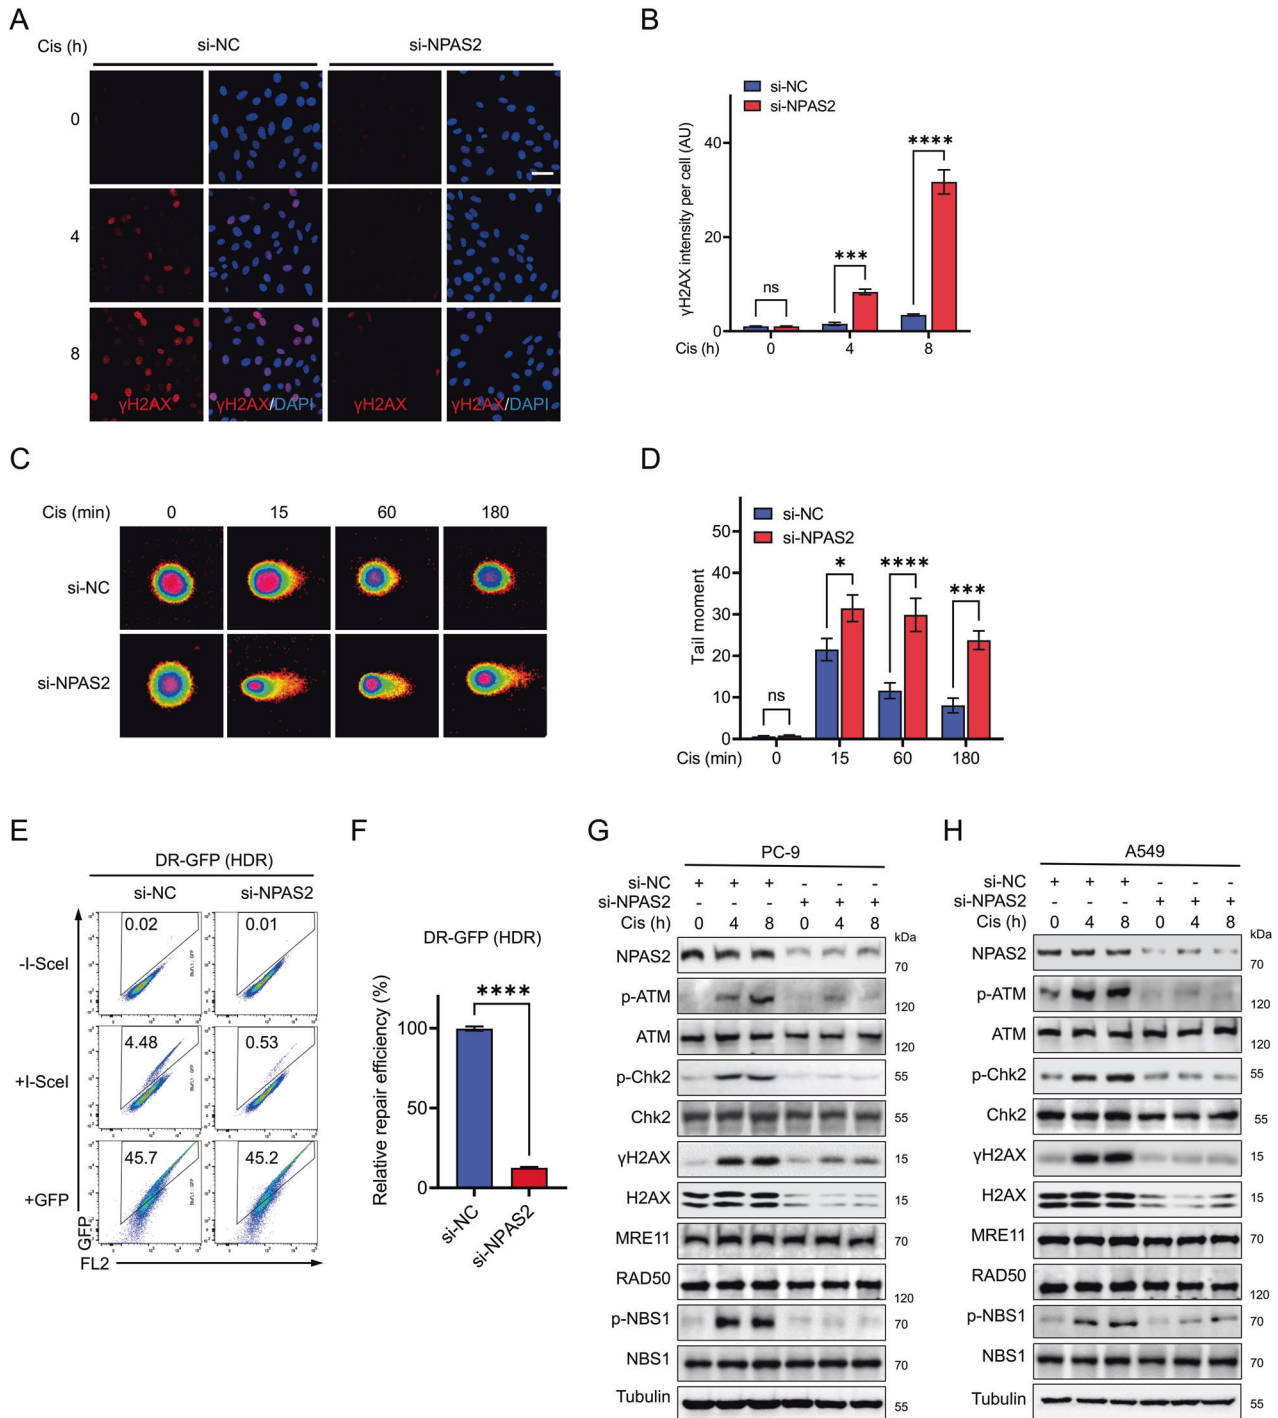 A
Cis (h)
si-NC
si-NPAS2
0
4
8
γH2AX
γH2AX/DAPI
γH2AX
γH2AX/DAPI
B
si-NC
si-NPAS2
γH2AX intensity per cell (AU)
40
20
0
ns
***
****
Cis (h)
0
4
8
C
Cis (min)
0
15
60
180
si-NC
si-NPAS2
D
si-NC
si-NPAS2
Tail moment
50
40
30
20
10
0
ns
*
****
***
Cis (min)
0
15
60
180
E
DR-GFP (HDR)
si-NC
si-NPAS2
-I-SceI
0.02
0.01
+I-SceI
4.48
0.53
+GFP
45.7
45.2
GFP
FL2
F
DR-GFP (HDR)
Relative repair efficiency (%)
100
50
0
****
si-NC
si-NPAS2
G
PC-9
si-NC + + + - - -
si-NPAS2 - - - + + +
Cis (h) 0 4 8 0 4 8
kDa
NPAS2 70
p-ATM 120
ATM 120
p-Chk2 55
Chk2 55
γH2AX 15
H2AX 15
MRE11 70
RAD50 120
p-NBS1 70
NBS1 70
Tubulin 55
H
A549
si-NC + + + - - -
si-NPAS2 - - - + + +
Cis (h) 0 4 8 0 4 8
kDa
NPAS2 70
p-ATM 120
ATM 120
p-Chk2 55
Chk2 55
γH2AX 15
H2AX 15
MRE11 70
RAD50 120
p-NBS1 70
NBS1 70
Tubulin 55